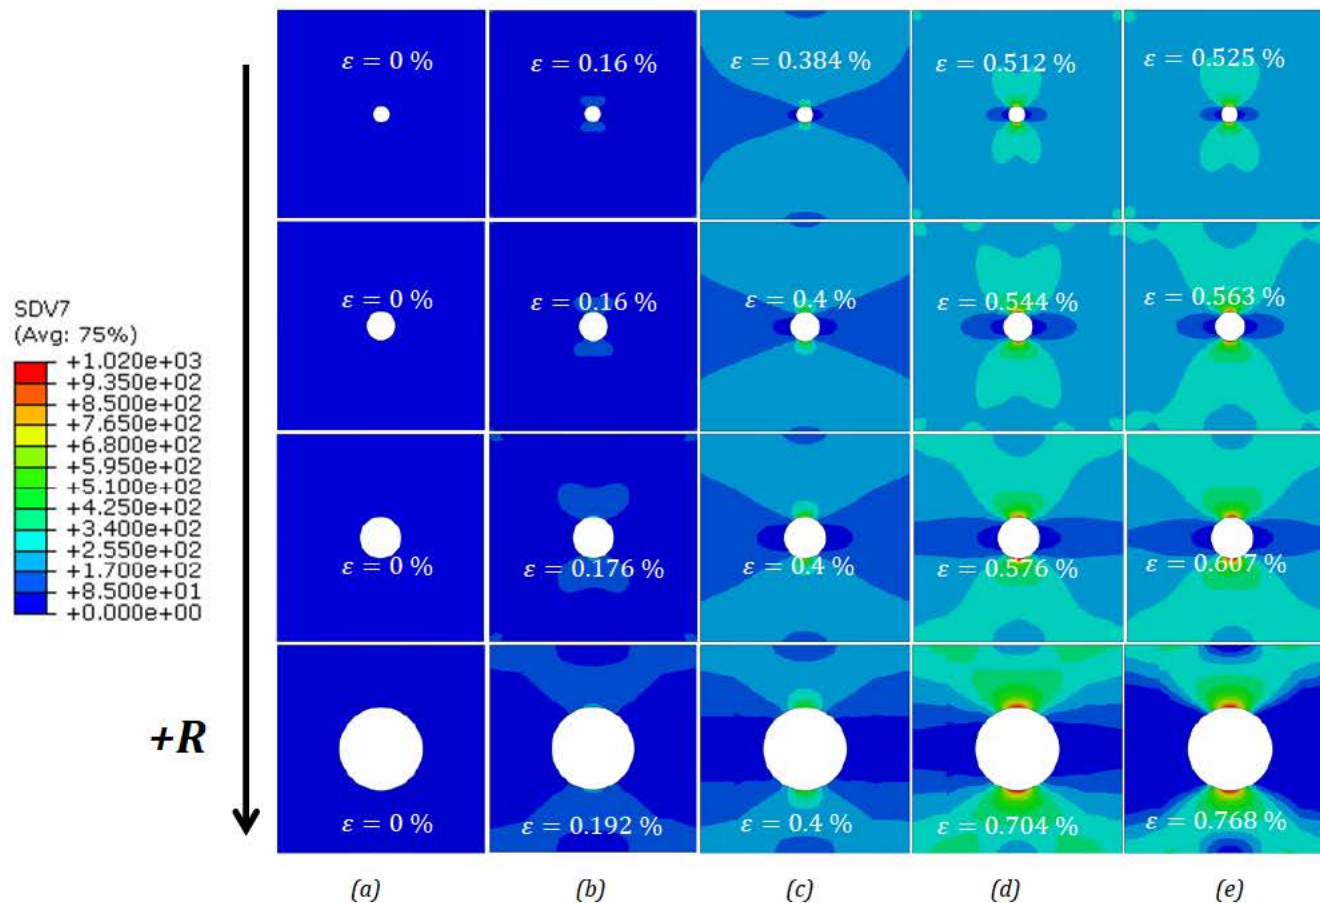 ε = 0 %
ε = 0.16 %
ε = 0.384 %
ε = 0.512 %
ε = 0.525 %
ε = 0 %
ε = 0.16 %
ε = 0.4 %
ε = 0.544 %
ε = 0.563 %
SDV7
(Avg: 75%)
+1.020e+03
+9.350e+02
+8.500e+02
+7.650e+02
+6.800e+02
+5.950e+02
+5.100e+02
+4.250e+02
+3.400e+02
+2.550e+02
+1.700e+02
+8.500e+01
+0.000e+00
ε = 0 %
ε = 0.176 %
ε = 0.4 %
ε = 0.576 %
ε = 0.607 %
+R
ε = 0 %
ε = 0.192 %
ε = 0.4 %
ε = 0.704 %
ε = 0.768 %
(a)
(b)
(c)
(d)
(e)